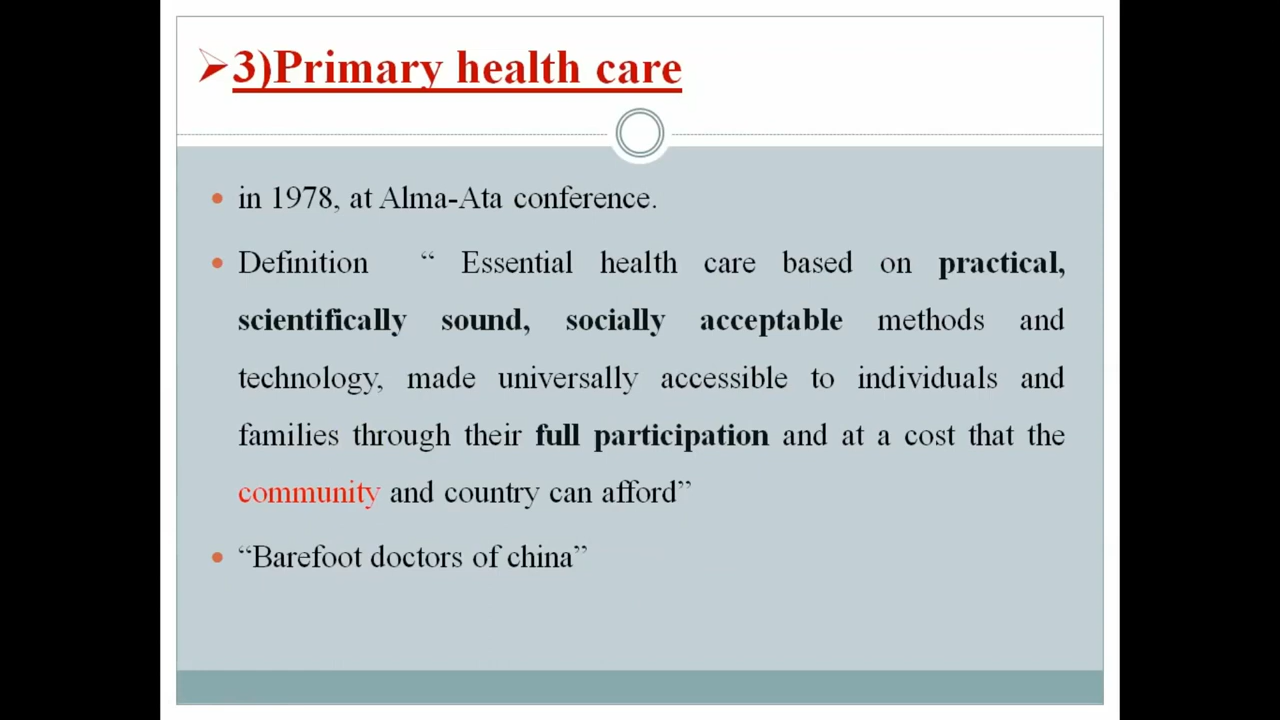 3)Primary health care
in 1978, at Alma-Ata conference.
Definition “ Essential health care based on practical,
scientifically sound, socially acceptable methods and
technology, made universally accessible to individuals and
families through their full participation and at a cost that the
community and country can afford”
“Barefoot doctors of china”